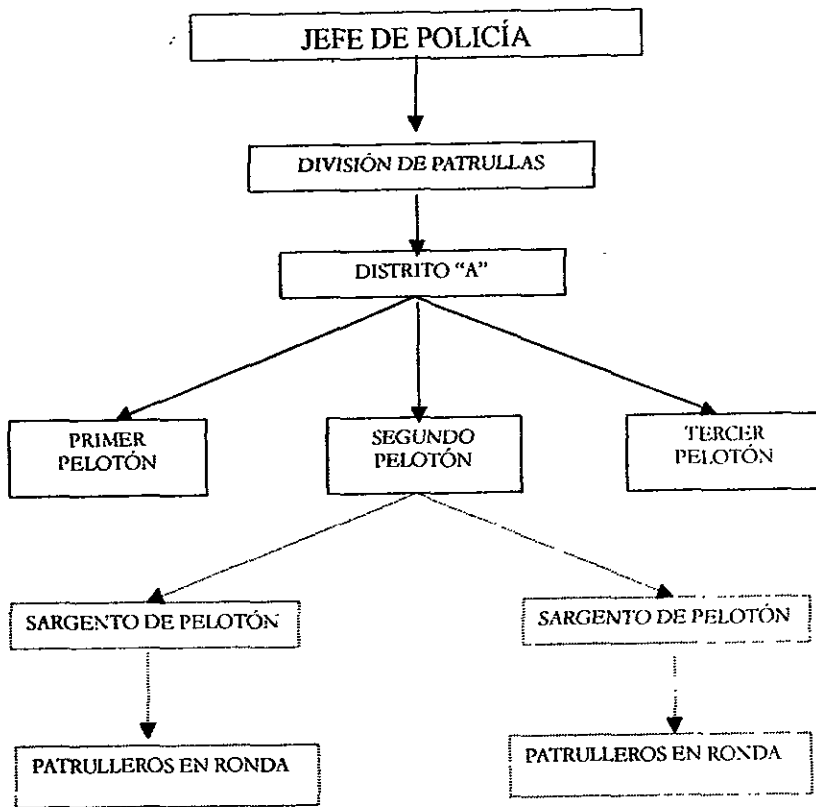 JEFE DE POLICÍA
DIVISIÓN DE PATRULLAS
DISTRITO "A"
PRIMER
PELOTÓN
SEGUNDO
PELOTÓN
TERCER
PELOTÓN
SARGENTO DE PELOTÓN
SARGENTO DE PELOTÓN
PATRULLEROS EN RONDA
PATRULLEROS EN RONDA